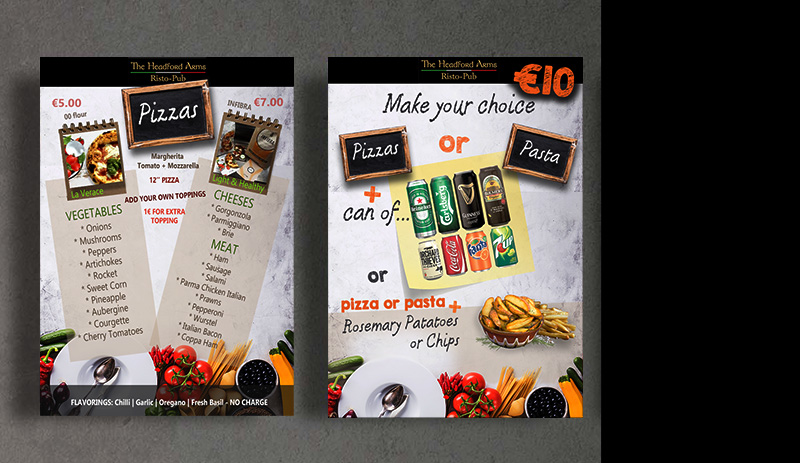 The Headford Arms
Risto-Pub
€5.00
00 flour
Pizzas
INFIBRA €7.00
La Verace
Margherita
Tomato + Mozzarella
12" PIZZA
ADD YOUR OWN TOPPINGS
1€ FOR EXTRA
TOPPING
Light & Healthy
VEGETABLES
* Onions
* Mushrooms
* Peppers
* Artichokes
* Rocket
* Sweet Corn
* Pineapple
* Aubergine
* Courgette
* Cherry Tomatoes
CHEESES
* Gorgonzola
* Parmiggiano
* Brie
MEAT
* Ham
* Sausage
* Salami
* Parma Chicken Italian
* Prawns
* Pepperoni
* Wurstel
* Italian Bacon
* Coppa Ham
FLAVORINGS: Chilli | Garlic | Oregano | Fresh Basil - NO CHARGE
The Headford Arms
Risto-Pub
€10
Make your choice
Pizzas
or
Pasta
+
can of...
Heineken
Carlsberg
GUINNESS
ORCHARD
THIEVES
Coca-Cola
Fanta
7up
or
pizza or pasta +
Rosemary Patatoes
or Chips